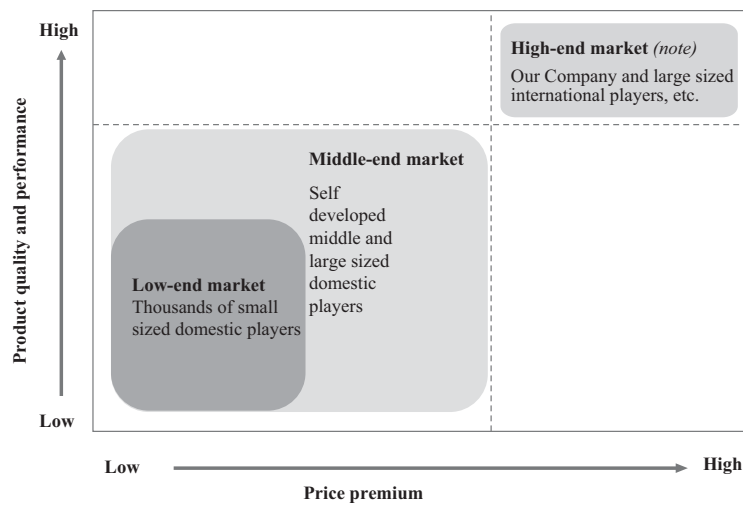 High
High-end market (note)
Our Company and large sized
international players, etc.
Product quality and performance
Middle-end market
Self
developed
middle and
large sized
domestic
players
Low-end market
Thousands of small
sized domestic players
Low
Low
High
Price premium